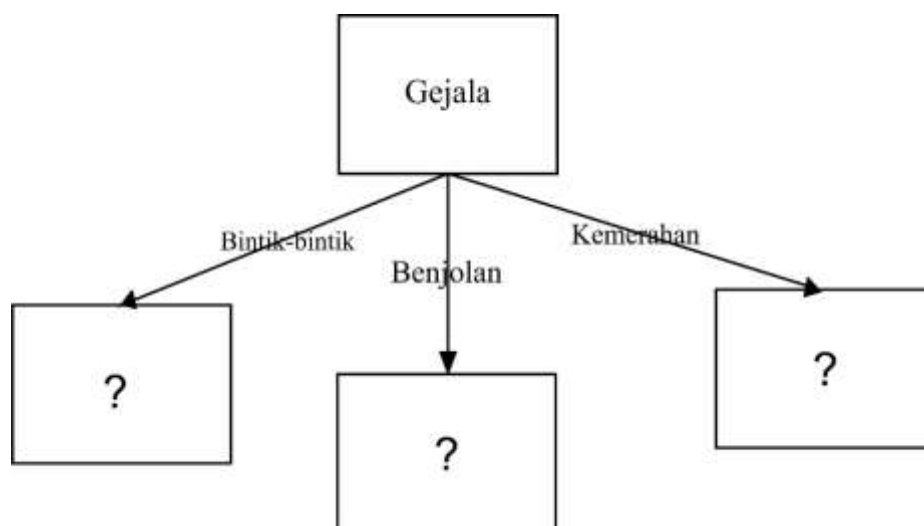 Gejala
Bintik-bintik
Kemerahan
Benjolan
?
?
?